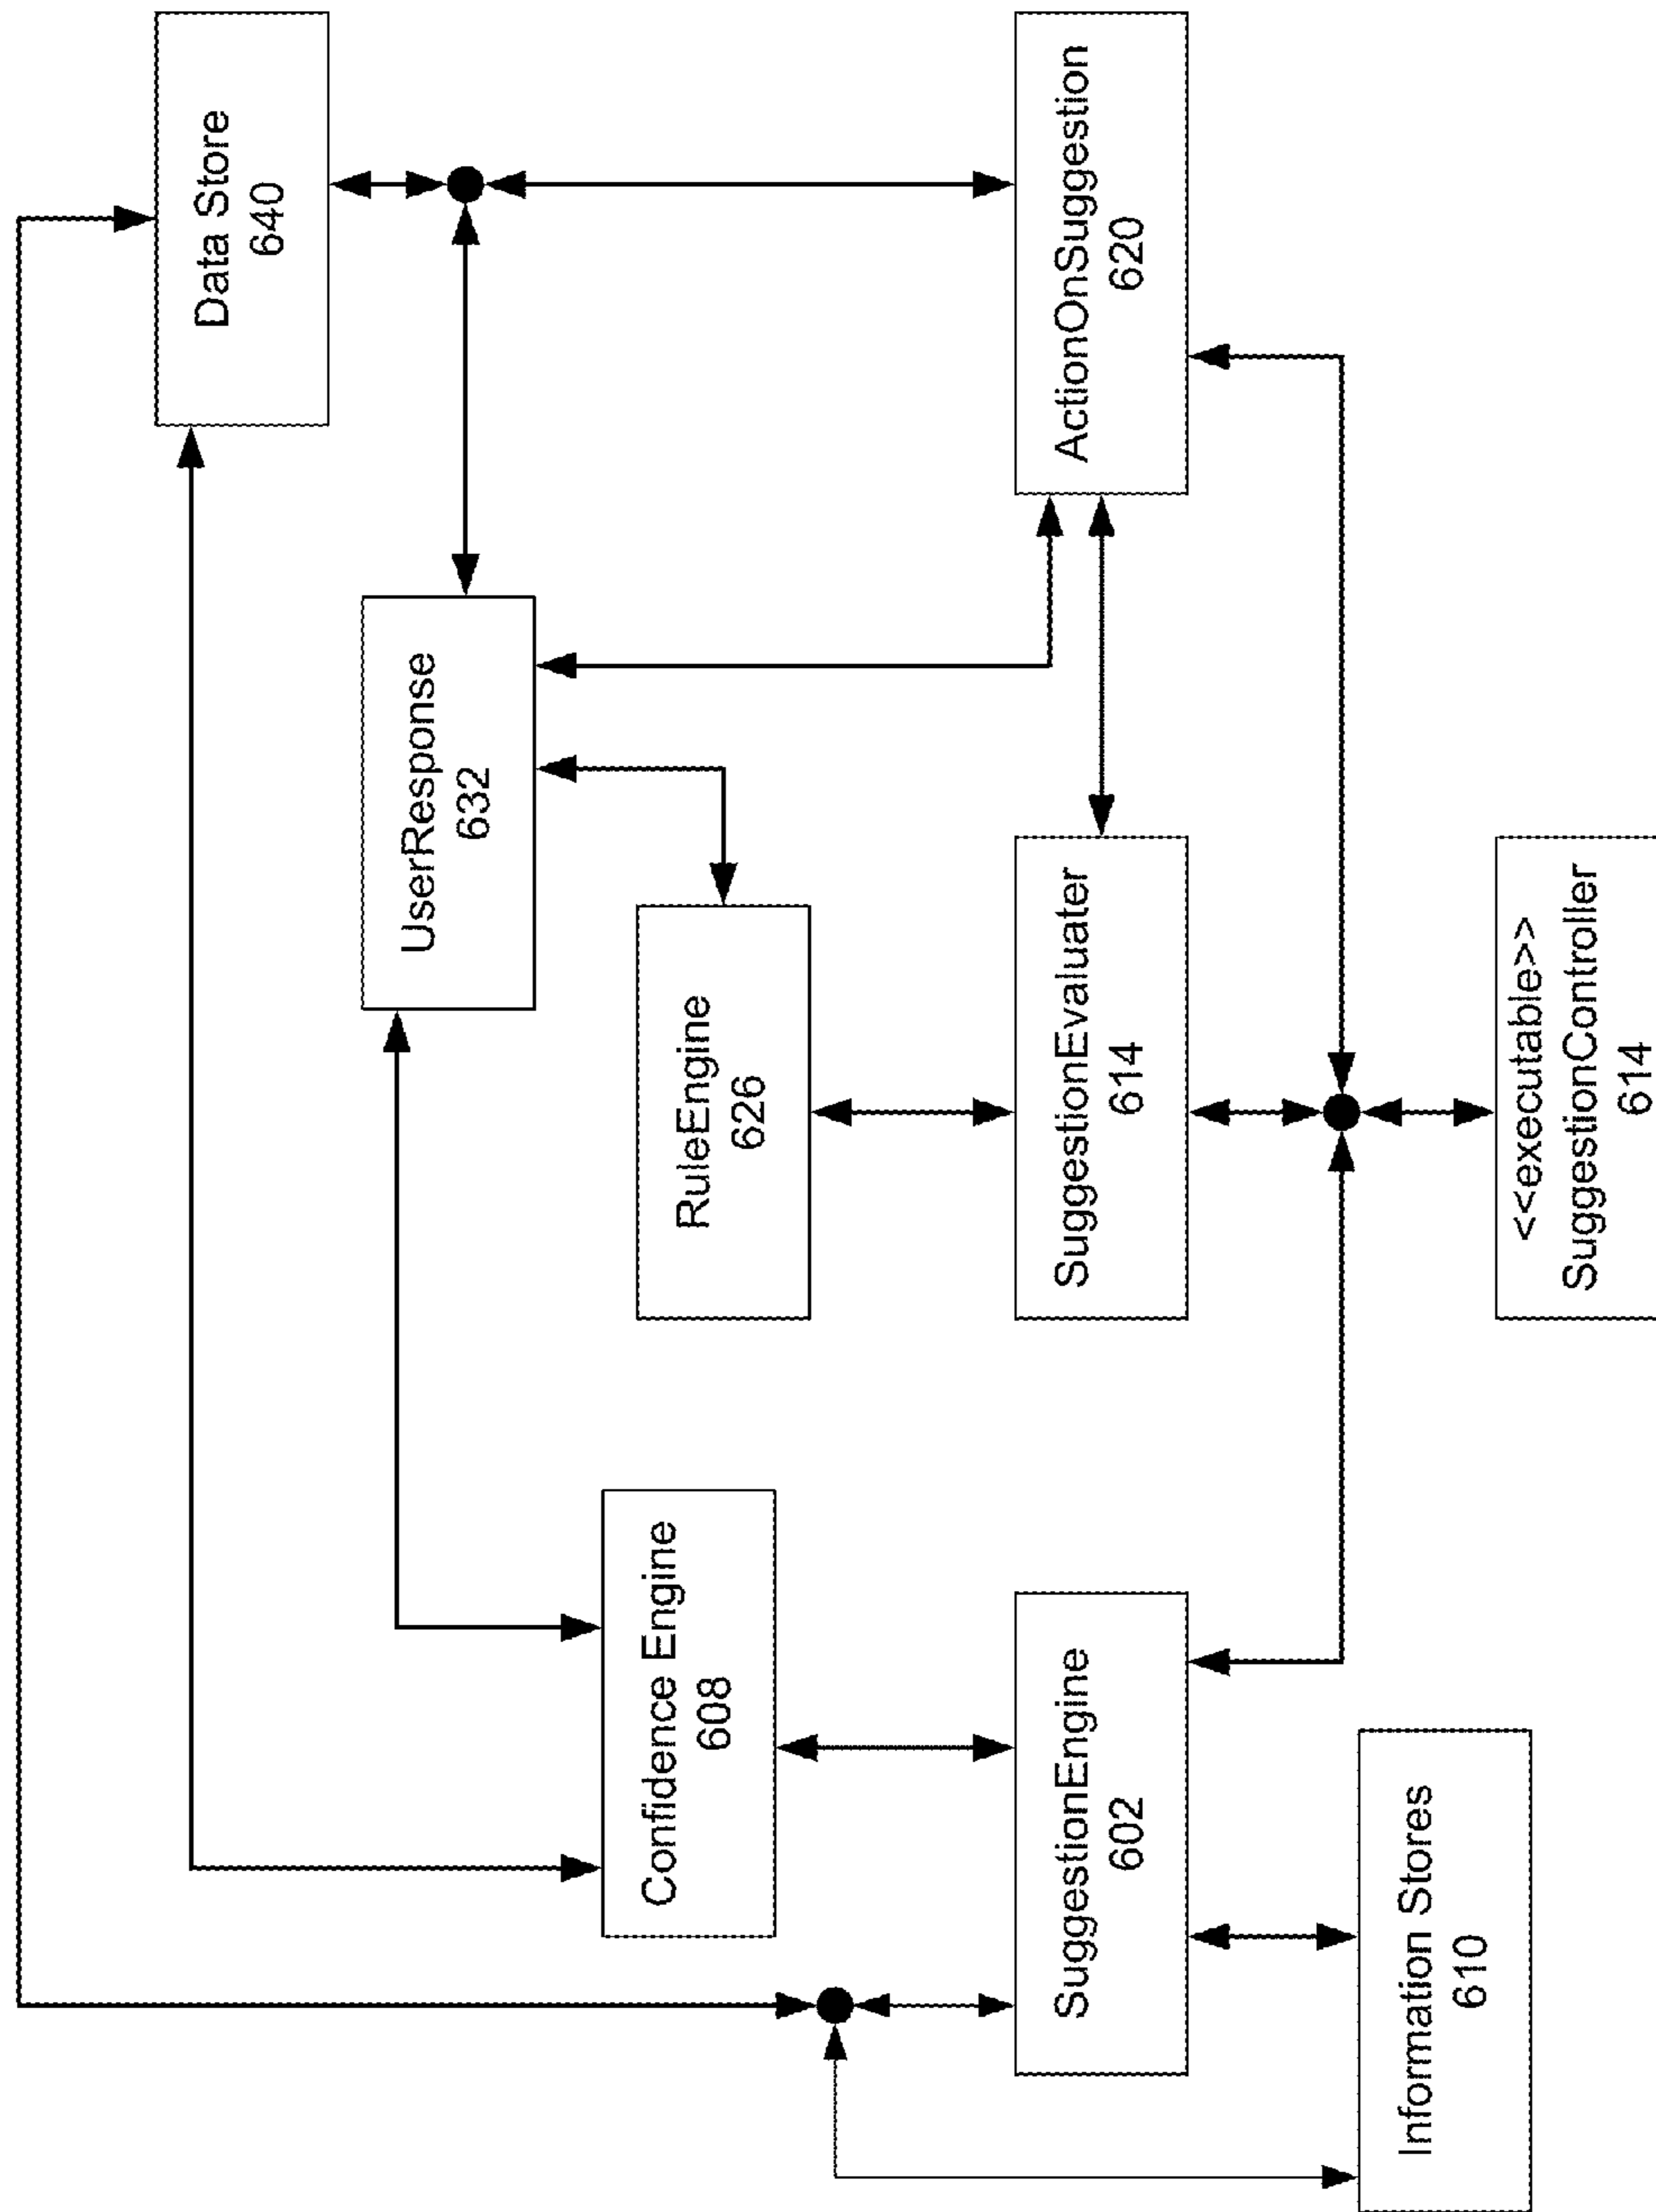 Data Store
640
UserResponse
632
Confidence Engine
608
RuleEngine
626
SuggestionEngine
602
SuggestionEvaluater
614
ActionOnSuggestion
620
Information Stores
610
<<executable>>
SuggestionController
614